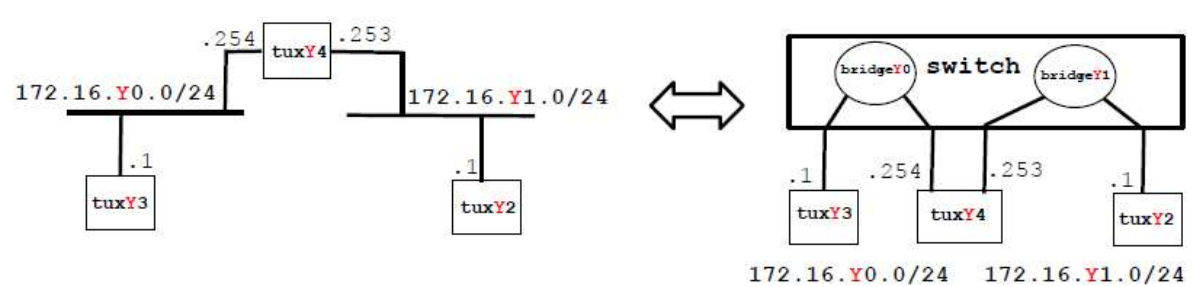 .254
tuxY4
.253
172.16.Y0.0/24
172.16.Y1.0/24
.1
tuxY3
.1
tuxY2
bridgeY0
switch
bridgeY1
.1
.254
.253
.1
tuxY3
tuxY4
tuxY2
172.16.Y0.0/24
172.16.Y1.0/24